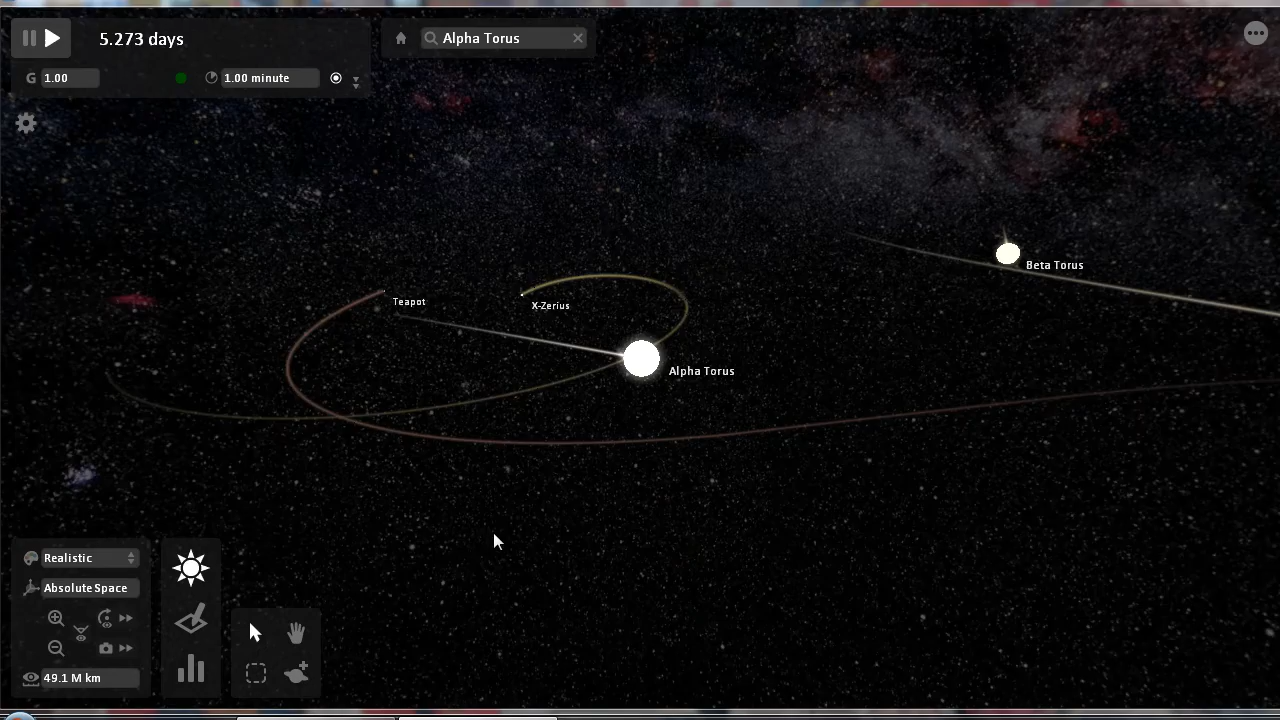 5.273 days
Alpha Torus
G 1.00
1.00 minute
Beta Torus
Teapot
X-Zerius
Alpha Torus
Realistic
Absolute Space
49.1 M km